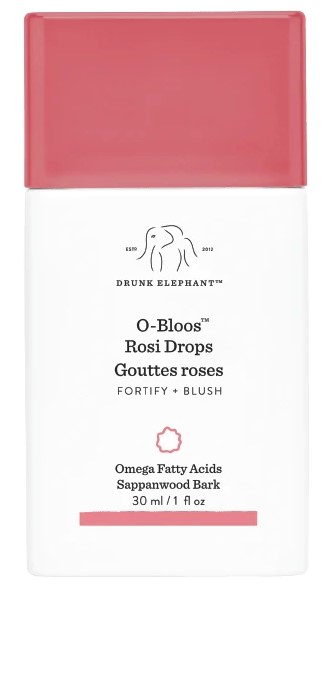 ESTD 2012
DRUNK ELEPHANT™
O-Bloos™
Rosi Drops
Gouttes roses
FORTIFY + BLUSH
Omega Fatty Acids
Sappanwood Bark
30 ml / 1 fl oz